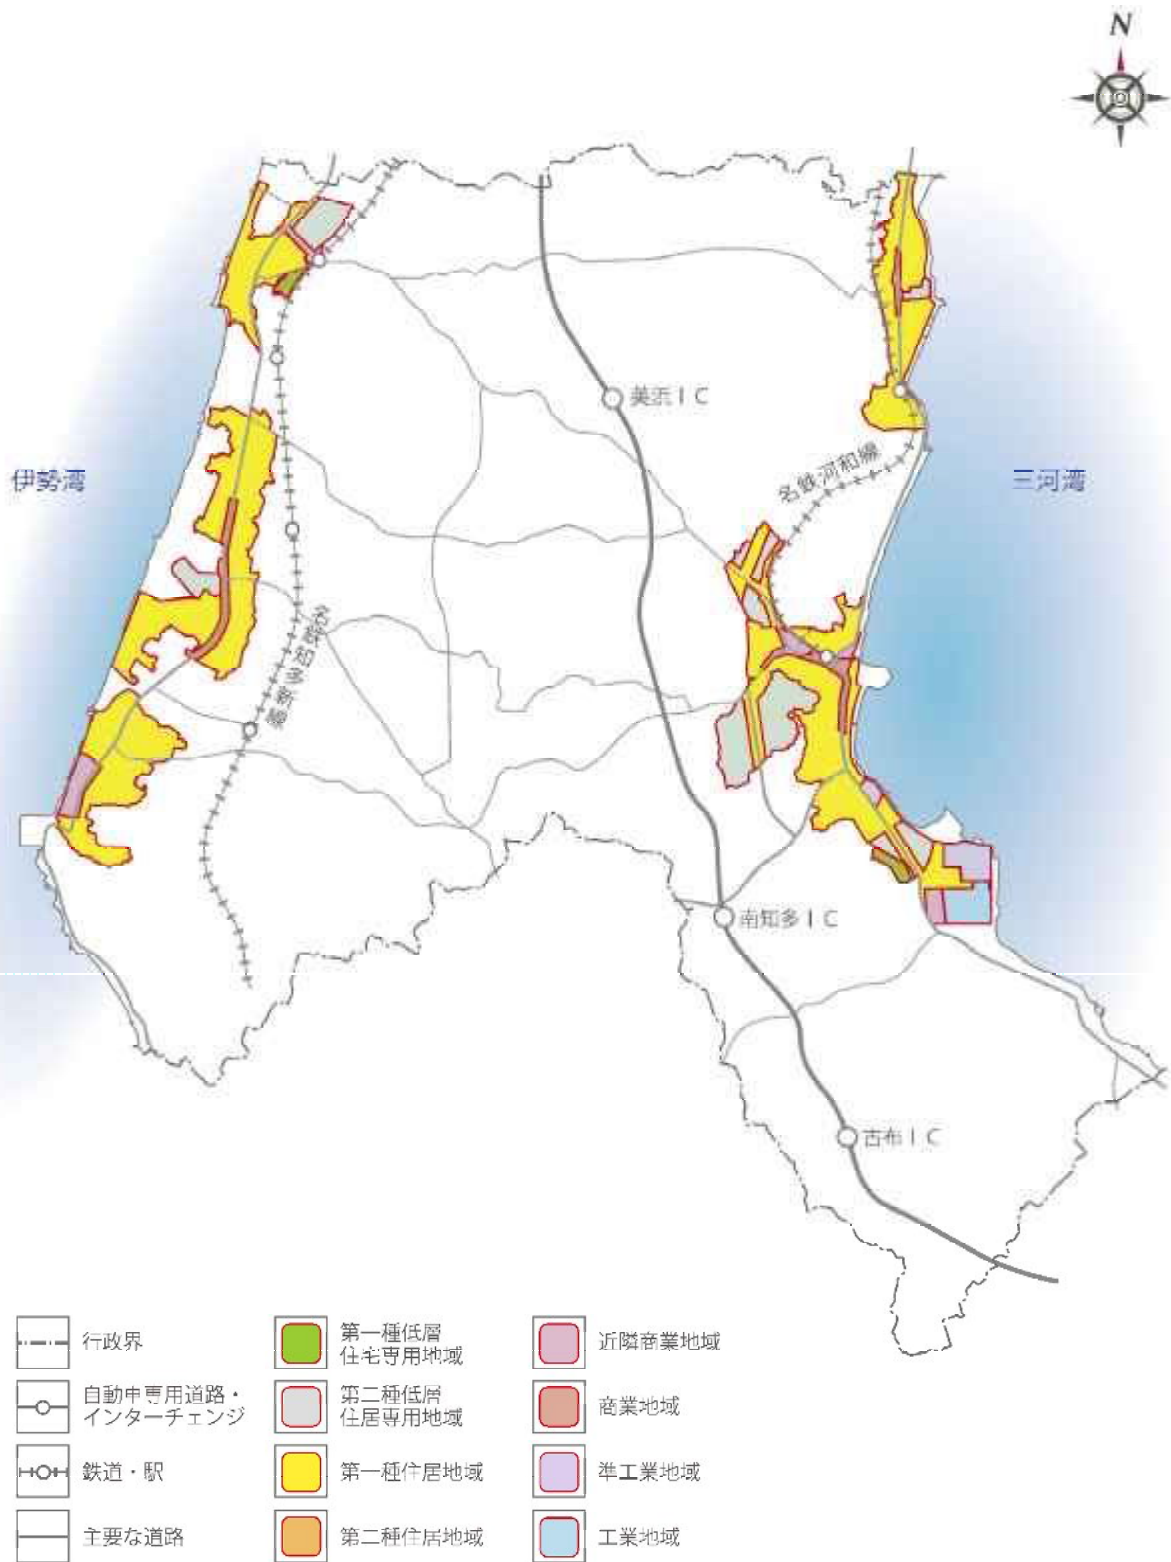 N
美浜IC
伊勢湾
三河湾
名鉄河和線
名鉄知多新線
南知多IC
古布IC
行政界
自動車専用道路・
インターチェンジ
鉄道・駅
主要な道路
第一種低層
住宅専用地域
第二種低層
住居専用地域
第一種住居地域
第二種住居地域
近隣商業地域
商業地域
準工業地域
工業地域